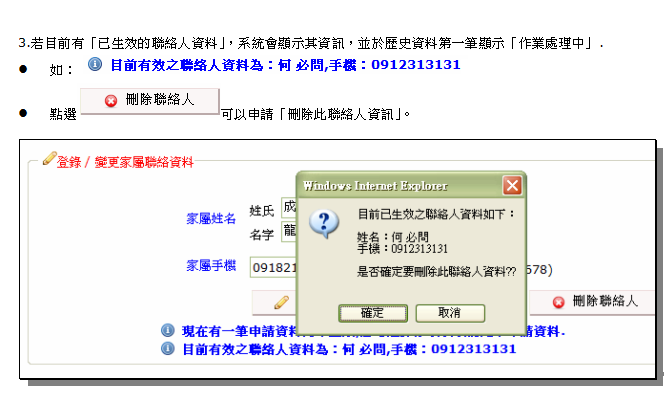 3.若目前有「已生效的聯絡人資料」，系統會顯示其資訊，並於歷史資料第一筆顯示「作業處理中」.
● 如： 目前有效之聯絡人資料為：何 必問,手機：0912313131
● 點選 刪除聯絡人 可以申請「刪除此聯絡人資訊」。
登錄 / 變更家屬聯絡資料
Windows Internet Explorer
目前已生效之聯絡人資料如下：
姓名：何 必問
手機：0912313131
是否確定要刪除此聯絡人資料??
確定 取消
家屬姓名 姓氏 成
名字 龍
家屬手機 09182 678)
刪除聯絡人
現在有一筆申請資 請資料.
目前有效之聯絡人資料為：何 必問,手機：0912313131